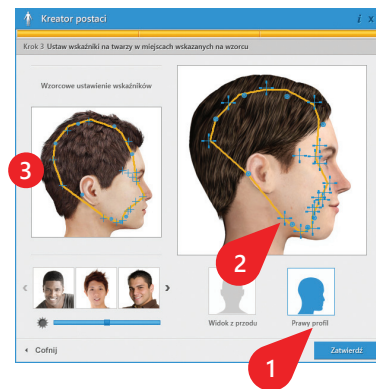 Kreator postaci
i x
Krok 3 Ustaw wskaźniki na twarzy w miejscach wskazanych na wzorcu
Wzorcowe ustawienie wskaźników
3
2
Widok z przodu
Prawy profil
Cofnij
1
Zatwierdź